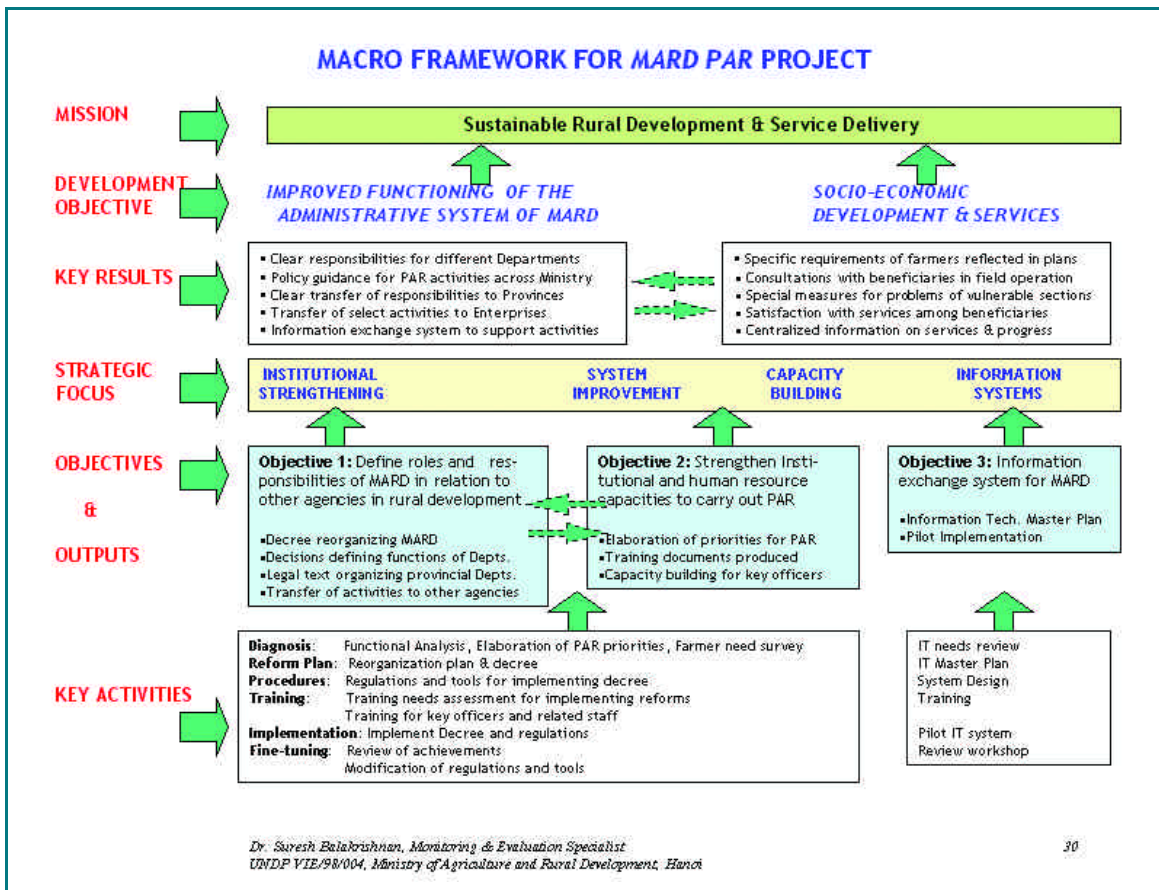 MACRO FRAMEWORK FOR MARD PAR PROJECT
MISSION
Sustainable Rural Development & Service Delivery
DEVELOPMENT
OBJECTIVE
IMPROVED FUNCTIONING OF THE
ADMINISTRATIVE SYSTEM OF MARD
SOCIO-ECONOMIC
DEVELOPMENT & SERVICES
KEY RESULTS
▪ Clear responsibilities for different Departments
▪ Policy guidance for PAR activities across Ministry
▪ Clear transfer of responsibilities to Provinces
▪ Transfer of select activities to Enterprises
▪ Information exchange system to support activities
▪ Specific requirements of farmers reflected in plans
▪ Consultations with beneficiaries in field operation
▪ Special measures for problems of vulnerable sections
▪ Satisfaction with services among beneficiaries
▪ Centralized information on services & progress
STRATEGIC
FOCUS
INSTITUTIONAL
STRENGTHENING
SYSTEM
IMPROVEMENT
CAPACITY
BUILDING
INFORMATION
SYSTEMS
OBJECTIVES
&
OUTPUTS
Objective 1: Define roles and res-
ponsibilities of MARD in relation to
other agencies in rural development
▪Decree reorganizing MARD
▪Decisions defining functions of Depts.
▪Legal text organizing provincial Depts.
▪Transfer of activities to other agencies
Objective 2: Strengthen Insti-
tutional and human resource
capacities to carry out PAR
▪Elaboration of priorities for PAR
▪Training documents produced
▪Capacity building for key officers
Objective 3: Information
exchange system for MARD
▪Information Tech. Master Plan
▪Pilot Implementation
KEY ACTIVITIES
Diagnosis: Functional Analysis, Elaboration of PAR priorities, Farmer need survey
Reform Plan: Reorganization plan & decree
Procedures: Regulations and tools for implementing decree
Training: Training needs assessment for implementing reforms
Training for key officers and related staff
Implementation: Implement Decree and regulations
Fine-tuning: Review of achievements
Modification of regulations and tools
IT needs review
IT Master Plan
System Design
Training
Pilot IT system
Review workshop
Dr. Suresh Balakrishnan, Monitoring & Evaluation Specialist
UNDP VIE/98/004, Ministry of Agriculture and Rural Development, Hanoi
30